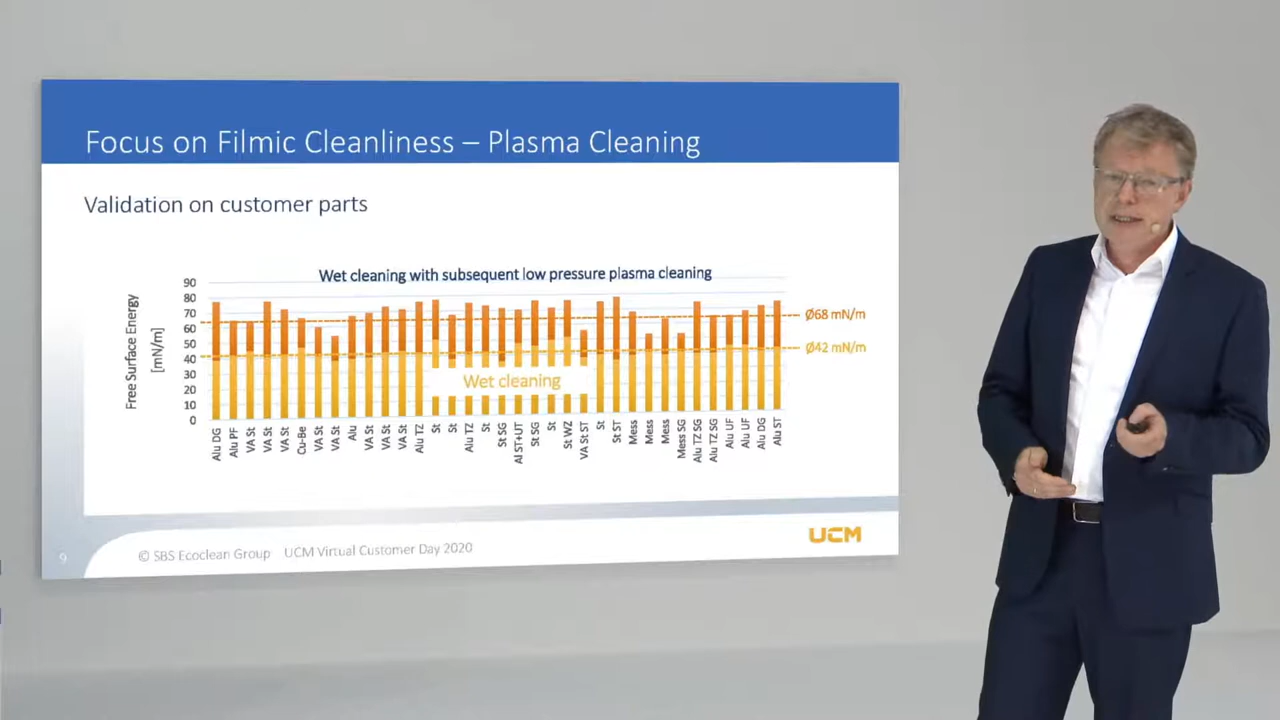 Focus on Filmic Cleanliness – Plasma Cleaning
Validation on customer parts
Wet cleaning with subsequent low pressure plasma cleaning
Free Surface Energy
[mN/m]
90
80
70
60
50
40
30
20
10
0
Ø68 mN/m
Ø42 mN/m
Wet cleaning
Alu DG
Alu PF
VA St
VA St
VA St
Cu-Be
VA St
VA St
Alu
VA St
VA St
VA St
Alu TZ
St
St
Alu TZ
St
St SG
Al ST+UT
St SG
St
St WZ
VA St ST
St
St ST
Mess
Mess
Mess
Mess SG
Alu TZ SG
Alu TZ SG
Alu UF
Alu UF
Alu DG
Alu ST
9
© SBS Ecoclean Group UCM Virtual Customer Day 2020
UCM